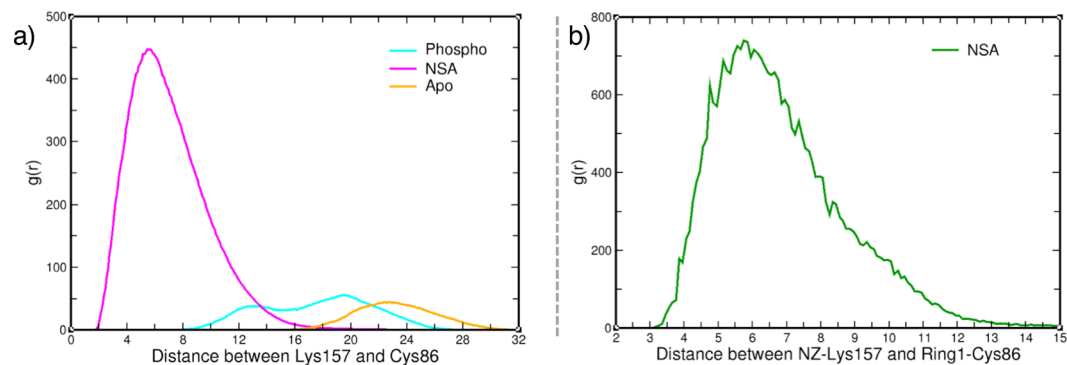 a)
500
400
300
200
100
0
g(r)
Phospho
NSA
Apo
0 4 8 12 16 20 24 28 32
Distance between Lys157 and Cys86
b)
800
600
400
200
0
g(r)
NSA
2 3 4 5 6 7 8 9 10 11 12 13 14 15
Distance between NZ-Lys157 and Ring1-Cys86